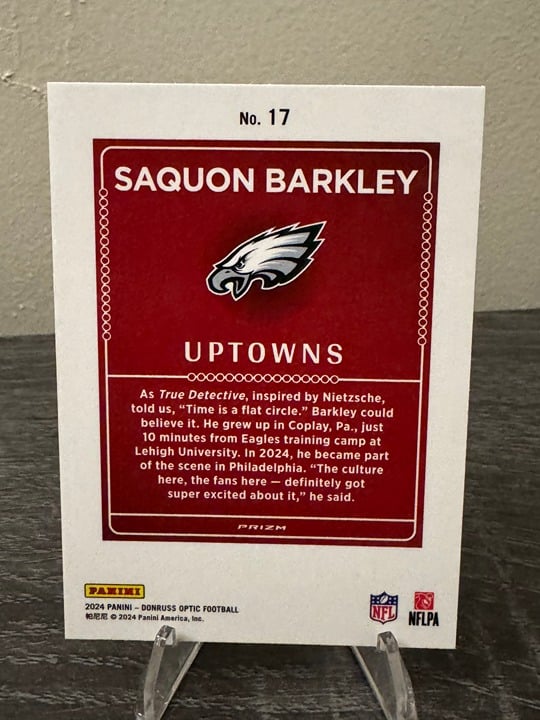 No. 17
SAQUON BARKLEY
UPTOWNS
As True Detective, inspired by Nietzsche,
told us, “Time is a flat circle.” Barkley could
believe it. He grew up in Coplay, Pa., just
10 minutes from Eagles training camp at
Lehigh University. In 2024, he became part
of the scene in Philadelphia. “The culture
here, the fans here — definitely got
super excited about it,” he said.
PRIZM
PANINI
2024 PANINI – DONRUSS OPTIC FOOTBALL
帕尼尼 © 2024 Panini America, Inc.
NFL
NFLPA